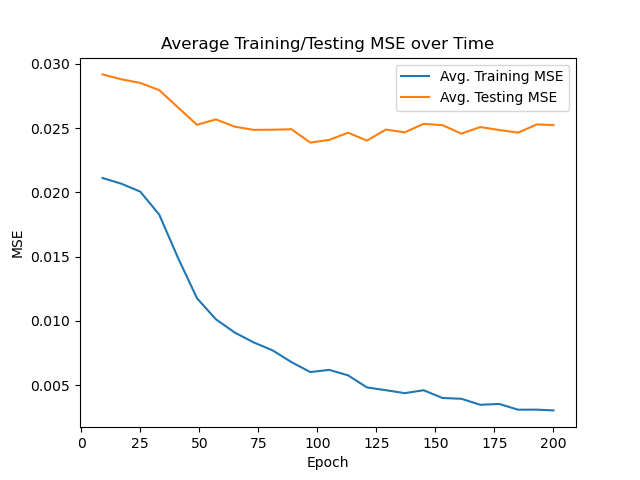 Average Training/Testing MSE over Time
0.030
0.025
0.020
0.015
0.010
0.005
MSE
Avg. Training MSE
Avg. Testing MSE
0 25 50 75 100 125 150 175 200
Epoch